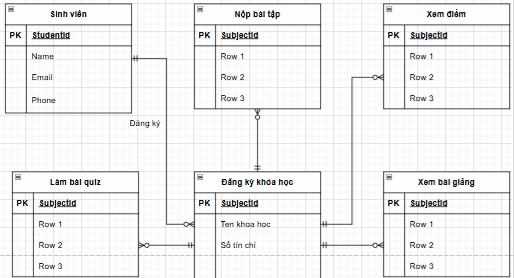 Sinh viên
PK StudentId
Name
Email
Phone
Nộp bài tập
PK SubjectId
Row 1
Row 2
Row 3
Xem điểm
PK SubjectId
Row 1
Row 2
Row 3
Đăng ký
Làm bài quiz
PK SubjectId
Row 1
Row 2
Row 3
Đăng ký khóa học
PK SubjectId
Ten khoa học
Số tín chỉ
Xem bài giảng
PK SubjectId
Row 1
Row 2
Row 3